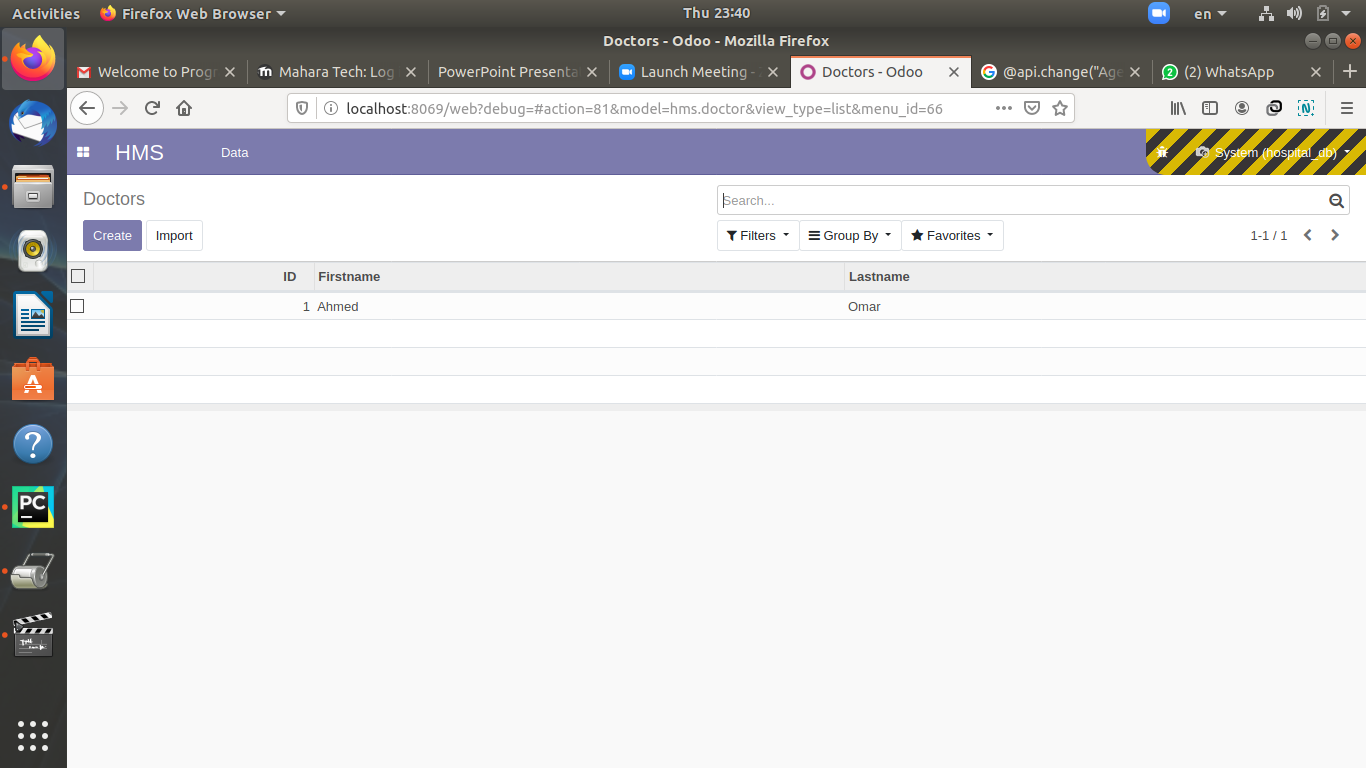 Activities Firefox Web Browser Thu 23:40 en
Doctors - Odoo - Mozilla Firefox
Welcome to Progr Mahara Tech: Log PowerPoint Presenta Launch Meeting - Doctors - Odoo @api.change("Age (2) WhatsApp
localhost:8069/web?debug=#action=81&model=hms.doctor&view_type=list&menu_id=66
HMS Data System (hospital_db)
Doctors Search...
Create Import Filters Group By Favorites 1-1 / 1
ID Firstname Lastname
1 Ahmed Omar
PC